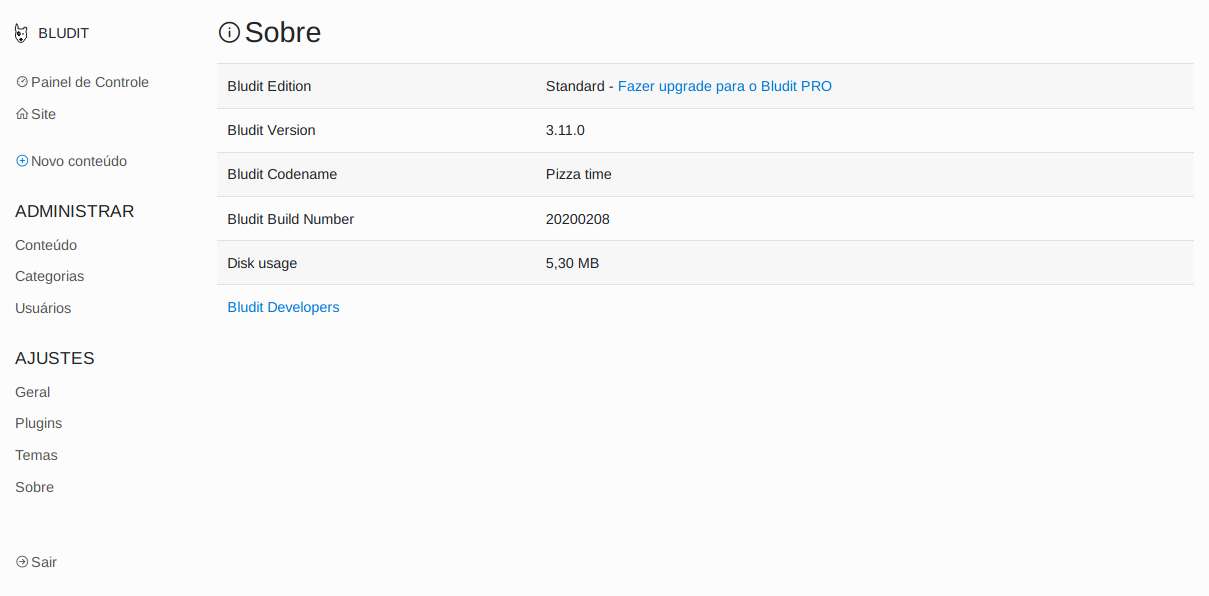 BLUDIT
Painel de Controle
Site
Novo conteúdo
ADMINISTRAR
Conteúdo
Categorias
Usuários
AJUSTES
Geral
Plugins
Temas
Sobre
Sair
Sobre
Bludit Edition Standard - Fazer upgrade para o Bludit PRO
Bludit Version 3.11.0
Bludit Codename Pizza time
Bludit Build Number 20200208
Disk usage 5,30 MB
Bludit Developers